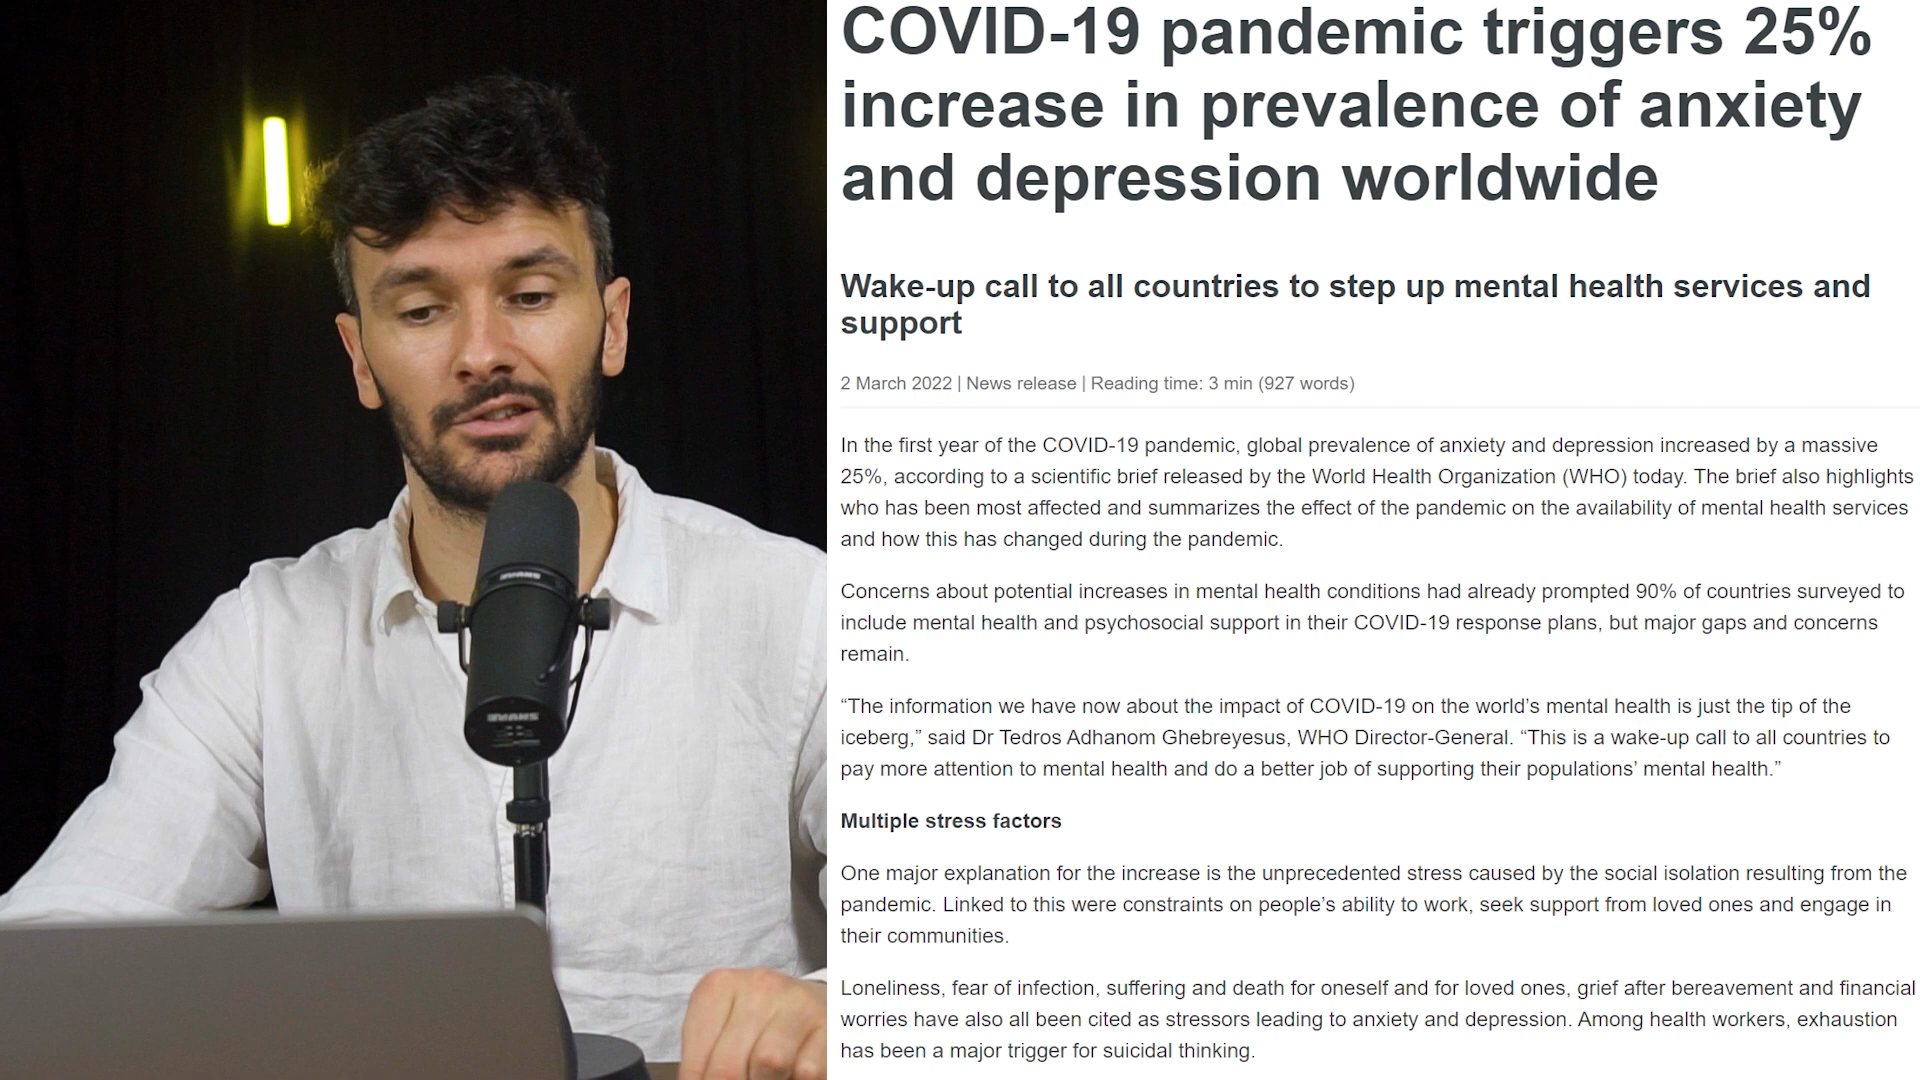 COVID-19 pandemic triggers 25%
increase in prevalence of anxiety
and depression worldwide
Wake-up call to all countries to step up mental health services and
support
2 March 2022 | News release | Reading time: 3 min (927 words)
In the first year of the COVID-19 pandemic, global prevalence of anxiety and depression increased by a massive
25%, according to a scientific brief released by the World Health Organization (WHO) today. The brief also highlights
who has been most affected and summarizes the effect of the pandemic on the availability of mental health services
and how this has changed during the pandemic.
Concerns about potential increases in mental health conditions had already prompted 90% of countries surveyed to
include mental health and psychosocial support in their COVID-19 response plans, but major gaps and concerns
remain.
“The information we have now about the impact of COVID-19 on the world’s mental health is just the tip of the
iceberg,” said Dr Tedros Adhanom Ghebreyesus, WHO Director-General. “This is a wake-up call to all countries to
pay more attention to mental health and do a better job of supporting their populations’ mental health.”
Multiple stress factors
One major explanation for the increase is the unprecedented stress caused by the social isolation resulting from the
pandemic. Linked to this were constraints on people’s ability to work, seek support from loved ones and engage in
their communities.
Loneliness, fear of infection, suffering and death for oneself and for loved ones, grief after bereavement and financial
worries have also all been cited as stressors leading to anxiety and depression. Among health workers, exhaustion
has been a major trigger for suicidal thinking.